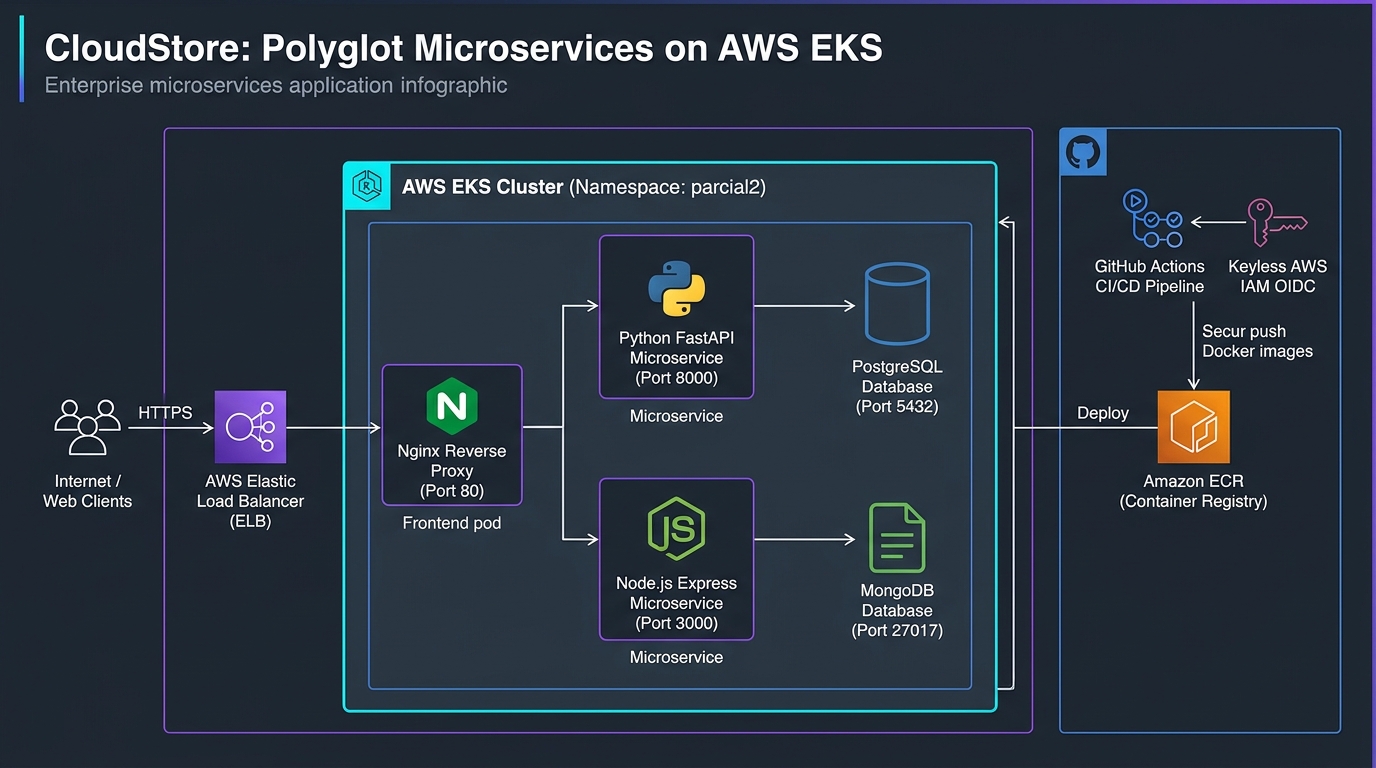 CloudStore: Polyglot Microservices on AWS EKS
Enterprise microservices application infographic
AWS EKS Cluster (Namespace: parcial2)
R
Internet /
Web Clients
HTTPS
AWS Elastic
Load Balancer
(ELB)
N
Nginx Reverse
Proxy
(Port 80)
Frontend pod
Python FastAPI
Microservice
(Port 8000)
Microservice
PostgreSQL
Database
(Port 5432)
JS
Node.js Express
Microservice
(Port 3000)
Microservice
MongoDB
Database
(Port 27017)
GitHub Actions
CI/CD Pipeline
Keyless AWS
IAM OIDC
Secur push
Docker images
Deploy
Amazon ECR
(Container Registry)